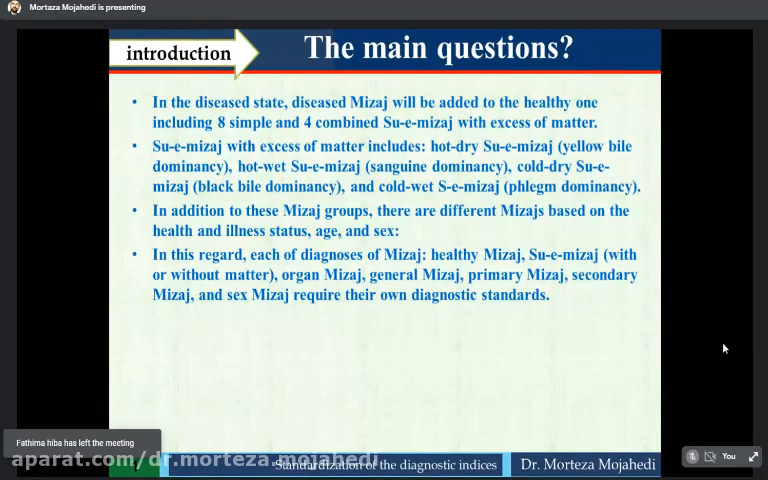 Mortaza Mojahedi is presenting
introduction
The main questions?
• In the diseased state, diseased Mizaj will be added to the healthy one
including 8 simple and 4 combined Su-e-mizaj with excess of matter.
• Su-e-mizaj with excess of matter includes: hot-dry Su-e-mizaj (yellow bile
dominancy), hot-wet Su-e-mizaj (sanguine dominancy), cold-dry Su-e-
mizaj (black bile dominancy), and cold-wet S-e-mizaj (phlegm dominancy).
• In addition to these Mizaj groups, there are different Mizajs based on the
health and illness status, age, and sex:
• In this regard, each of diagnoses of Mizaj: healthy Mizaj, Su-e-mizaj (with
or without matter), organ Mizaj, general Mizaj, primary Mizaj, secondary
Mizaj, and sex Mizaj require their own diagnostic standards.
Fathima hiba has left the meeting
aparat.com/dr.morteza.mojahedi
Standardization of the diagnostic indices
Dr. Morteza Mojahedi
You